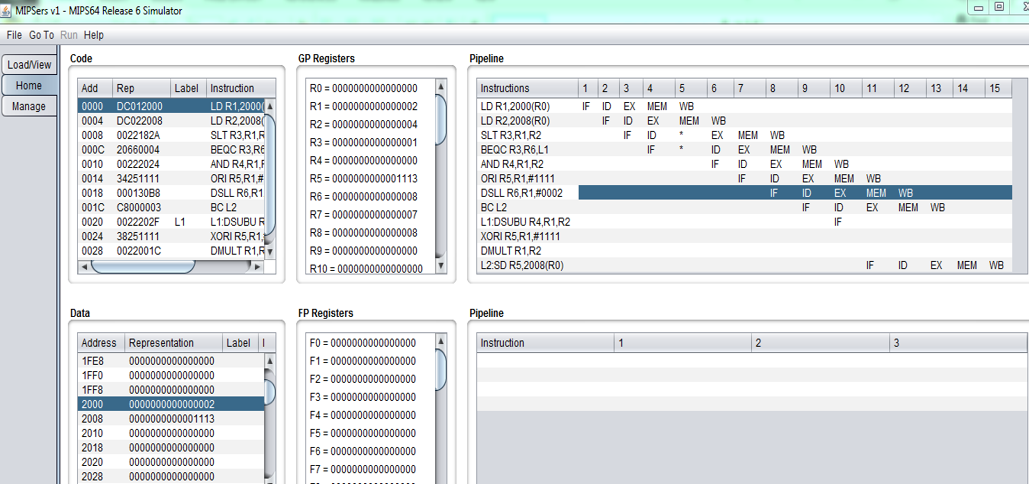 MIPSers v1 - MIPS64 Release 6 Simulator
File Go To Run Help
Load/View
Home
Manage
Code
Add Rep Label Instruction
0000 DC012000 LD R1,2000(
0004 DC022008 LD R2,2008(
0008 0022182A SLT R3,R1,F
000C 20660004 BEQC R3,R6
0010 00222024 AND R4,R1,F
0014 34251111 ORI R5,R1,#
0018 000130B8 DSLL R6,R1
001C C8000003 BC L2
0020 0022202F L1 L1:DSUBU R
0024 38251111 XORI R5,R1,
0028 0022001C DMULT R1,R
GP Registers
R0 = 0000000000000000
R1 = 0000000000000002
R2 = 0000000000000004
R3 = 0000000000000001
R4 = 0000000000000000
R5 = 0000000000001113
R6 = 0000000000000008
R7 = 0000000000000007
R8 = 0000000000000008
R9 = 0000000000000000
R10 = 0000000000000000
Pipeline
Instructions 1 2 3 4 5 6 7 8 9 10 11 12 13 14 15
LD R1,2000(R0) IF ID EX MEM WB
LD R2,2008(R0) IF ID EX MEM WB
SLT R3,R1,R2 IF ID * EX MEM WB
BEQC R3,R6,L1 IF * ID EX MEM WB
AND R4,R1,R2 IF ID EX MEM WB
ORI R5,R1,#1111 IF ID EX MEM WB
DSLL R6,R1,#0002 IF ID EX MEM WB
BC L2 IF ID EX MEM WB
L1:DSUBU R4,R1,R2 IF
XORI R5,R1,#1111
DMULT R1,R2
L2:SD R5,2008(R0) IF ID EX MEM WB
Data
Address Representation Label I
1FE8 0000000000000000
1FF0 0000000000000000
1FF8 0000000000000000
2000 0000000000000002
2008 0000000000001113
2010 0000000000000000
2018 0000000000000000
2020 0000000000000000
2028 0000000000000000
FP Registers
F0 = 0000000000000000
F1 = 0000000000000000
F2 = 0000000000000000
F3 = 0000000000000000
F4 = 0000000000000000
F5 = 0000000000000000
F6 = 0000000000000000
F7 = 0000000000000000
Pipeline
Instruction 1 2 3